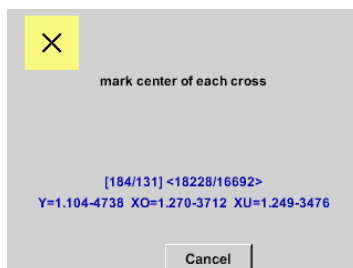 mark center of each cross
[184/131] <18228/16692>
Y=1.104-4738 XO=1.270-3712 XU=1.249-3476
Cancel